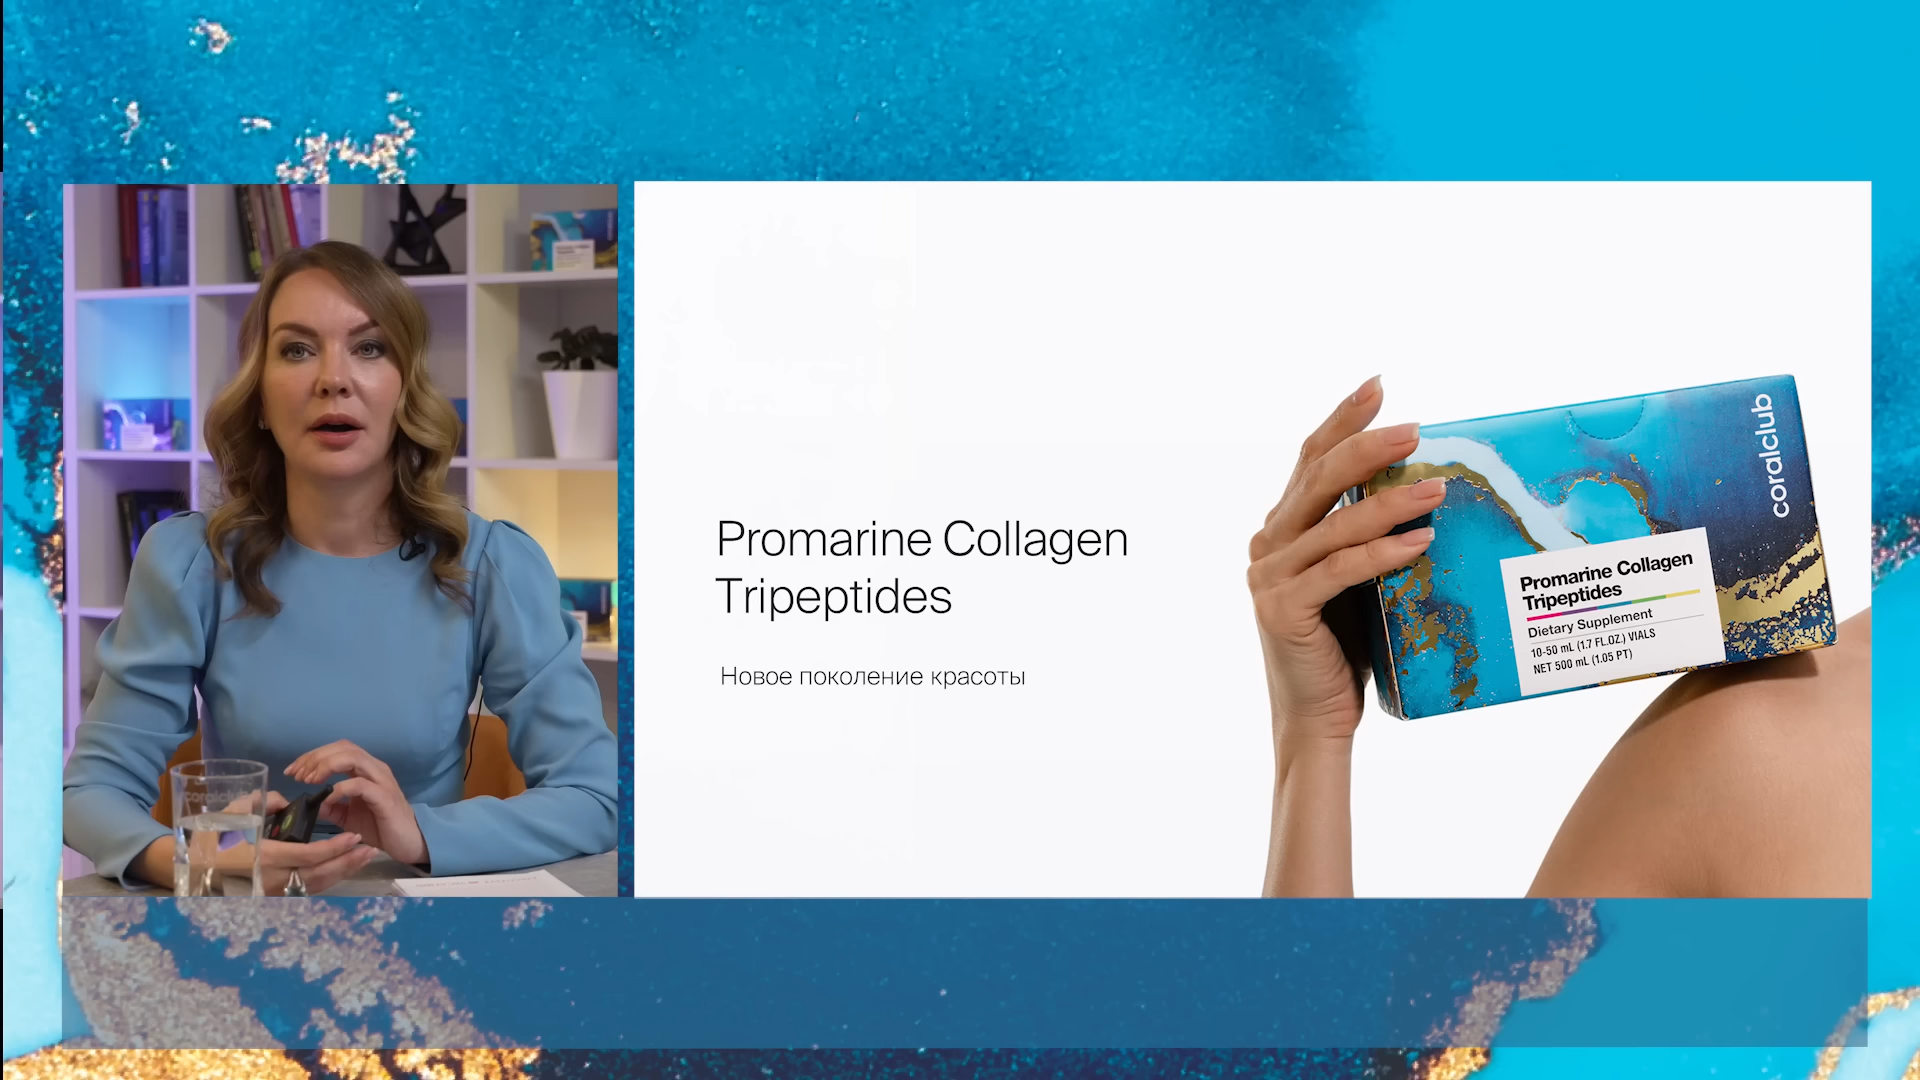 Promarine Collagen
Tripeptides
Новое поколение красоты
coralclub
Promarine Collagen
Tripeptides
Dietary Supplement
10-50 mL (1.7 FL.OZ.) VIALS
NET 500 mL (1.05 PT)
coralclub